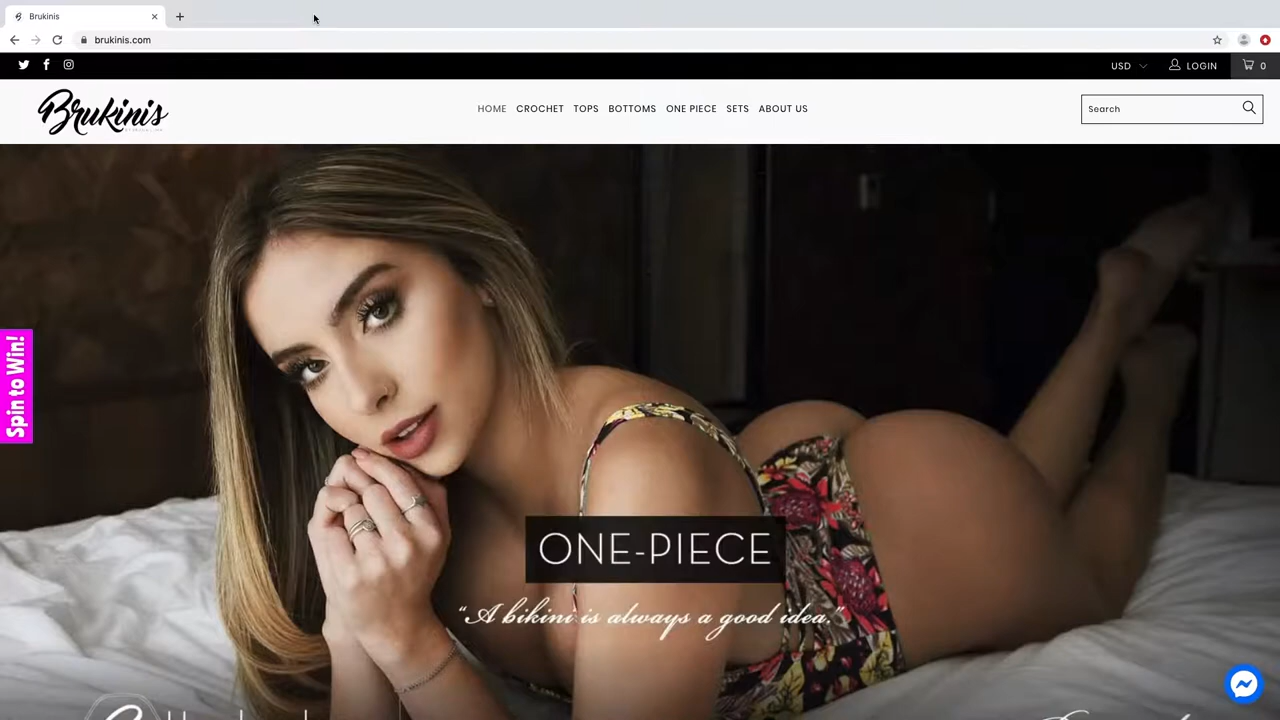 Brukinis
brukinis.com
USD
LOGIN
0
Brukinis
HOME
CROCHET
TOPS
BOTTOMS
ONE PIECE
SETS
ABOUT US
Search
Spin to Win!
ONE-PIECE
“A bikini is always a good idea.”